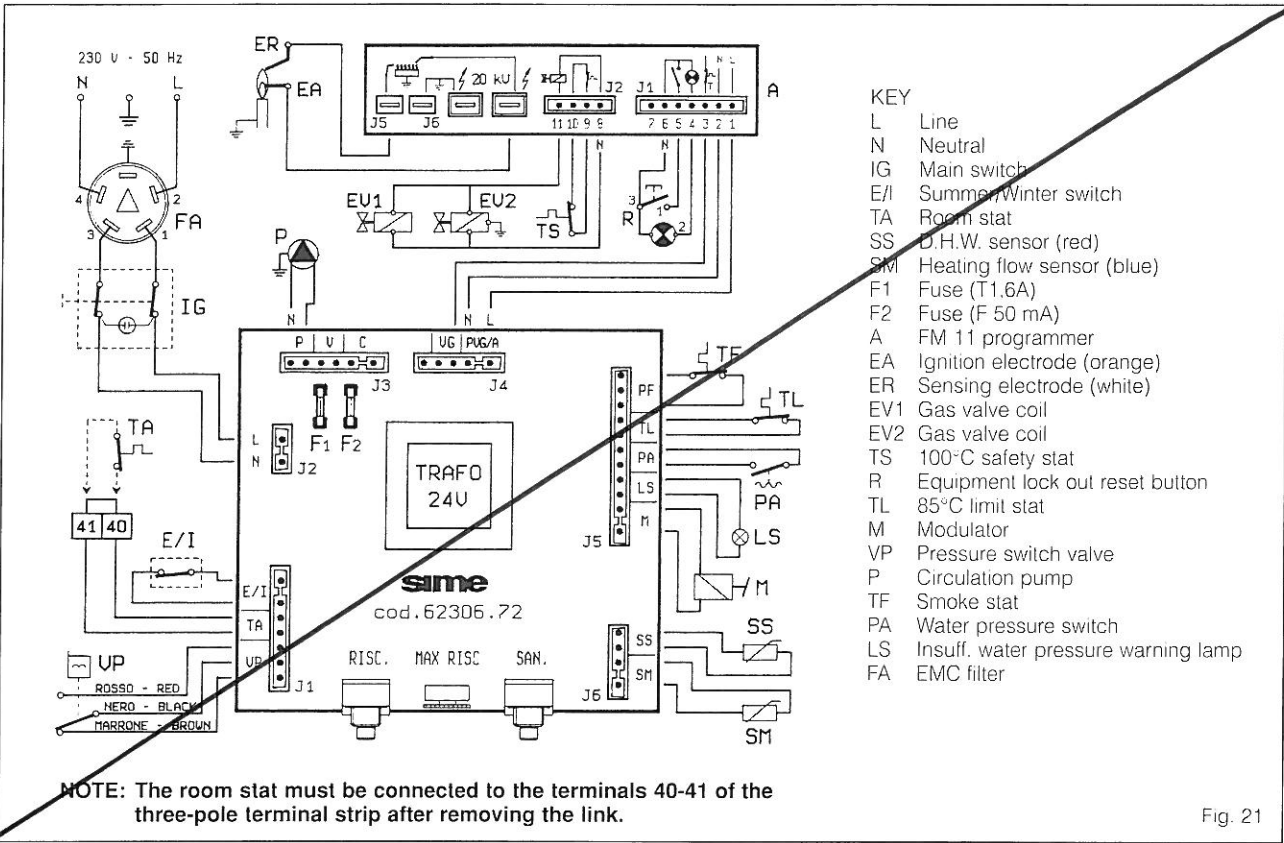 230 V - 50 Hz
N L
4 2
3 1
FA
IG
ER
EA
20 kV
J5 J6
J2 J1
A
11 10 9 8
7 6 5 4 3 2 1
N N
N L
T
EV1 EV2
TS
R
3 1
2
P
N
N L
P V C
VG PVG/A
J3 J4
F1 F2
L
N
J2
TRAFO
24V
PF
TL
PA
LS
M
J5
TF
TL
PA
LS
M
TA
41 40
E/I
E/I
TA
VP
J1
sime
cod.62306.72
RISC. MAX RISC SAN.
SS
SM
J6
SS
SM
VP
ROSSO - RED
NERO - BLACK
MARRONE - BROWN
KEY
L Line
N Neutral
IG Main switch
E/I Summer/Winter switch
TA Room stat
SS D.H.W. sensor (red)
SM Heating flow sensor (blue)
F1 Fuse (T1.6A)
F2 Fuse (F 50 mA)
A FM 11 programmer
EA Ignition electrode (orange)
ER Sensing electrode (white)
EV1 Gas valve coil
EV2 Gas valve coil
TS 100°C safety stat
R Equipment lock out reset button
TL 85°C limit stat
M Modulator
VP Pressure switch valve
P Circulation pump
TF Smoke stat
PA Water pressure switch
LS Insuff. water pressure warning lamp
FA EMC filter
NOTE: The room stat must be connected to the terminals 40-41 of the
three-pole terminal strip after removing the link.
Fig. 21